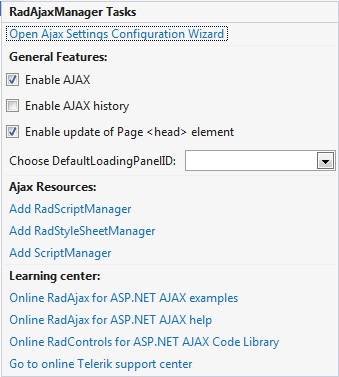 RadAjaxManager Tasks
Open Ajax Settings Configuration Wizard
General Features:
Enable AJAX
Enable AJAX history
Enable update of Page <head> element
Choose DefaultLoadingPanelID:
Ajax Resources:
Add RadScriptManager
Add RadStyleSheetManager
Add ScriptManager
Learning center:
Online RadAjax for ASP.NET AJAX examples
Online RadAjax for ASP.NET AJAX help
Online RadControls for ASP.NET AJAX Code Library
Go to online Telerik support center